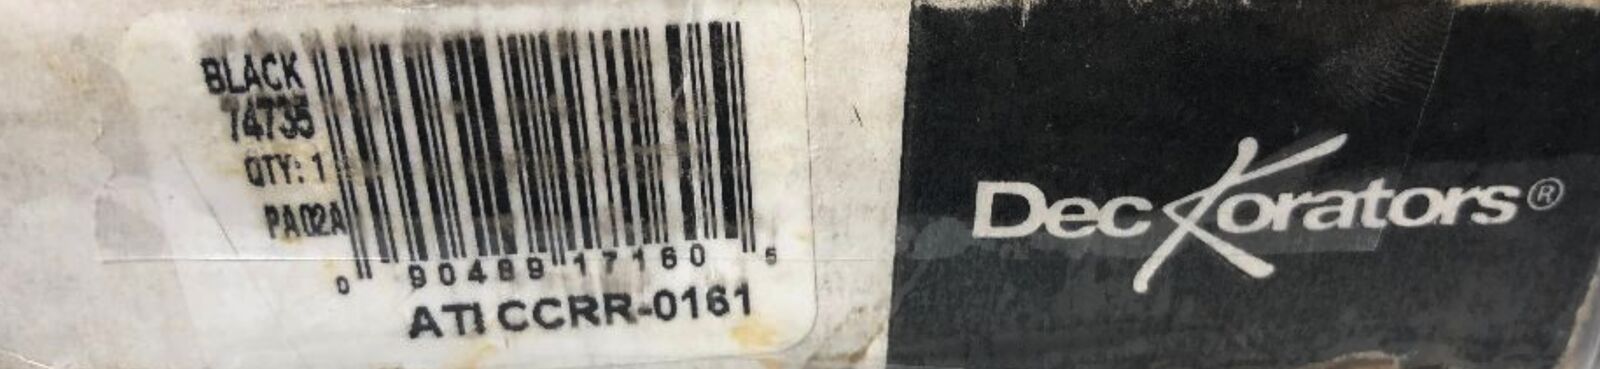 BLACK
74735
QTY: 1
PA02A
0 90489 17160 5
ATI CCRR-0161
Deckorators®